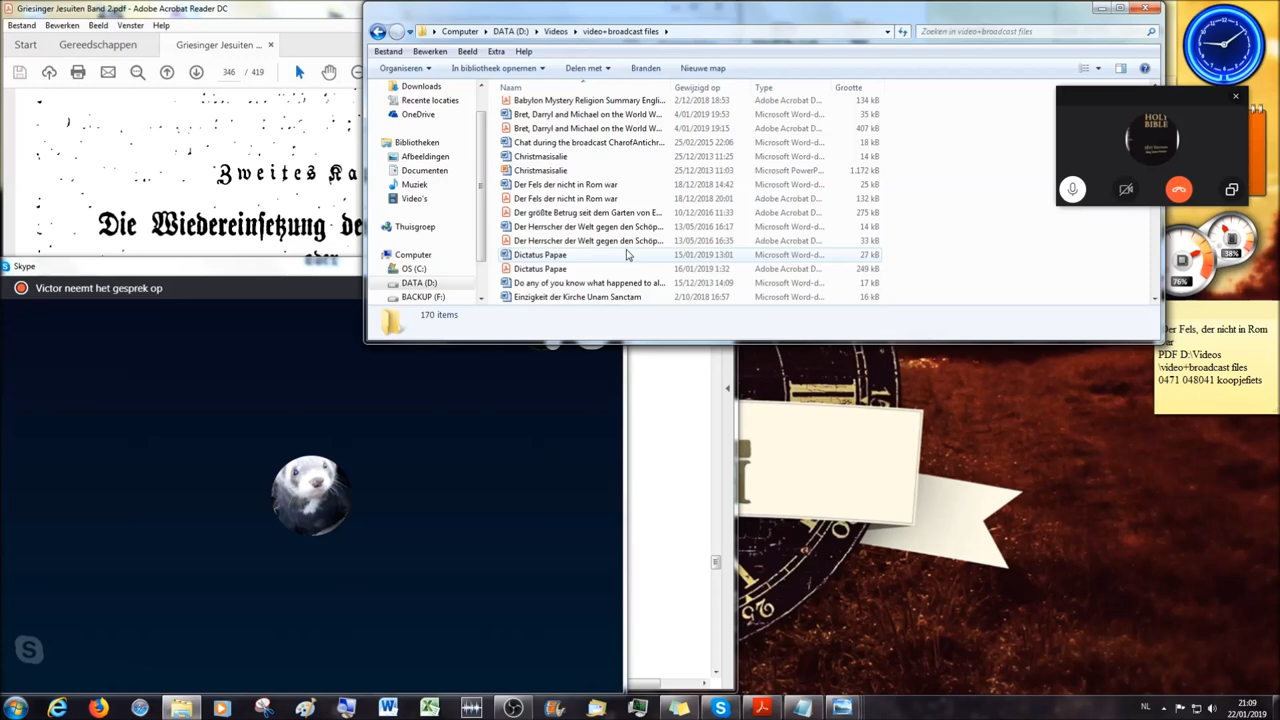 Griesinger Jesuiten Band 2.pdf - Adobe Acrobat Reader DC
Bestand Bewerken Beeld Venster Help
Start Gereedschappen Griesinger Jesuiten ... ×
346 / 419
Zweites Ka
Die Wiedereinsetzung de
Skype
Victor neemt het gesprek op
Computer ▸ DATA (D:) ▸ Videos ▸ video+broadcast files ▸
Zoeken in video+broadcast files
Bestand Bewerken Beeld Extra Help
Organiseren In bibliotheek opnemen Delen met Branden Nieuwe map
Downloads
Recente locaties
OneDrive
Bibliotheken
Afbeeldingen
Documenten
Muziek
Video's
Thuisgroep
Computer
OS (C:)
DATA (D:)
BACKUP (F:)
Naam Gewijzigd op Type Grootte
Babylon Mystery Religion Summary Engli... 2/12/2018 18:53 Adobe Acrobat D... 134 kB
Bret, Darryl and Michael on the World W... 4/01/2019 19:53 Microsoft Word-d... 35 kB
Bret, Darryl and Michael on the World W... 4/01/2019 19:15 Adobe Acrobat D... 407 kB
Chat during the broadcast CharofAntichr... 25/02/2015 22:06 Microsoft Word-d... 18 kB
Christmasisalie 25/12/2013 11:25 Microsoft Word-d... 14 kB
Christmasisalie 25/12/2013 11:03 Microsoft PowerP... 1.172 kB
Der Fels der nicht in Rom war 18/12/2018 14:42 Microsoft Word-d... 25 kB
Der Fels der nicht in Rom war 18/12/2018 20:01 Adobe Acrobat D... 132 kB
Der größte Betrug seit dem Garten von E... 10/12/2016 11:33 Adobe Acrobat D... 275 kB
Der Herrscher der Welt gegen den Schöp... 13/05/2016 16:17 Microsoft Word-d... 14 kB
Der Herrscher der Welt gegen den Schöp... 13/05/2016 16:35 Adobe Acrobat D... 33 kB
Dictatus Papae 15/01/2019 13:01 Microsoft Word-d... 27 kB
Dictatus Papae 16/01/2019 1:32 Adobe Acrobat D... 249 kB
Do any of you know what happened to al... 15/12/2013 14:09 Microsoft Word-d... 17 kB
Einzigkeit der Kirche Unam Sanctam 2/10/2018 16:57 Microsoft Word-d... 16 kB
170 items
HOLY
BIBLE
76%
38%
Der Fels, der nicht in Rom
PDF D:\Videos
\video+broadcast files
0471 048041 koopjefiets
NL
21:09
22/01/2019